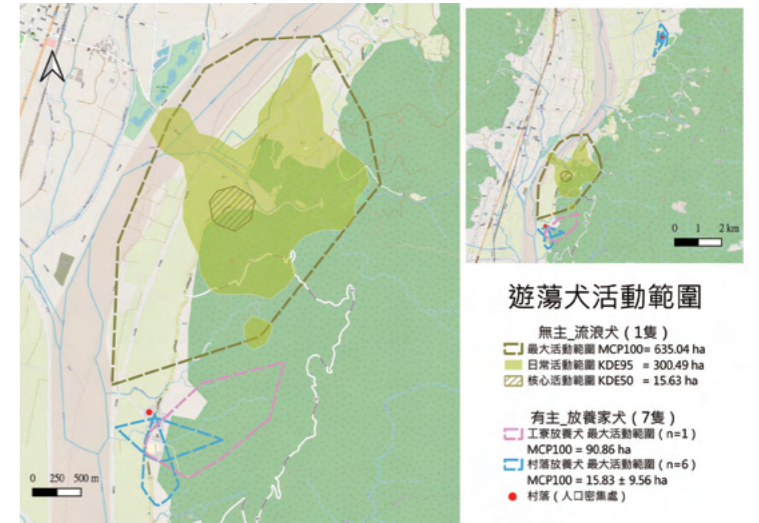 0 250 500 m
0 1 2 km
遊蕩犬活動範圍
無主_流浪犬（1隻）
最大活動範圍 MCP100= 635.04 ha
日常活動範圍 KDE95 = 300.49 ha
核心活動範圍 KDE50 = 15.63 ha
有主_放養家犬（7隻）
工寮放養犬 最大活動範圍（n=1）
MCP100 = 90.86 ha
村落放養犬 最大活動範圍（n=6）
MCP100 = 15.83 ± 9.56 ha
村落（人口密集處）